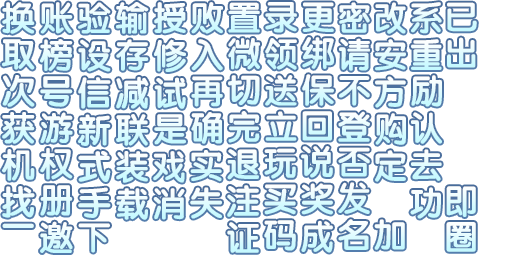 换账验输授败置录更密改系已
取榜设存修入微领绑请安重出
次号信减试再切送保不方励
获游新联是确完立回登购认
机权式装戏实退玩说否定去
找册手载消失注买奖发 功即
一邀下 证码成名加 圈